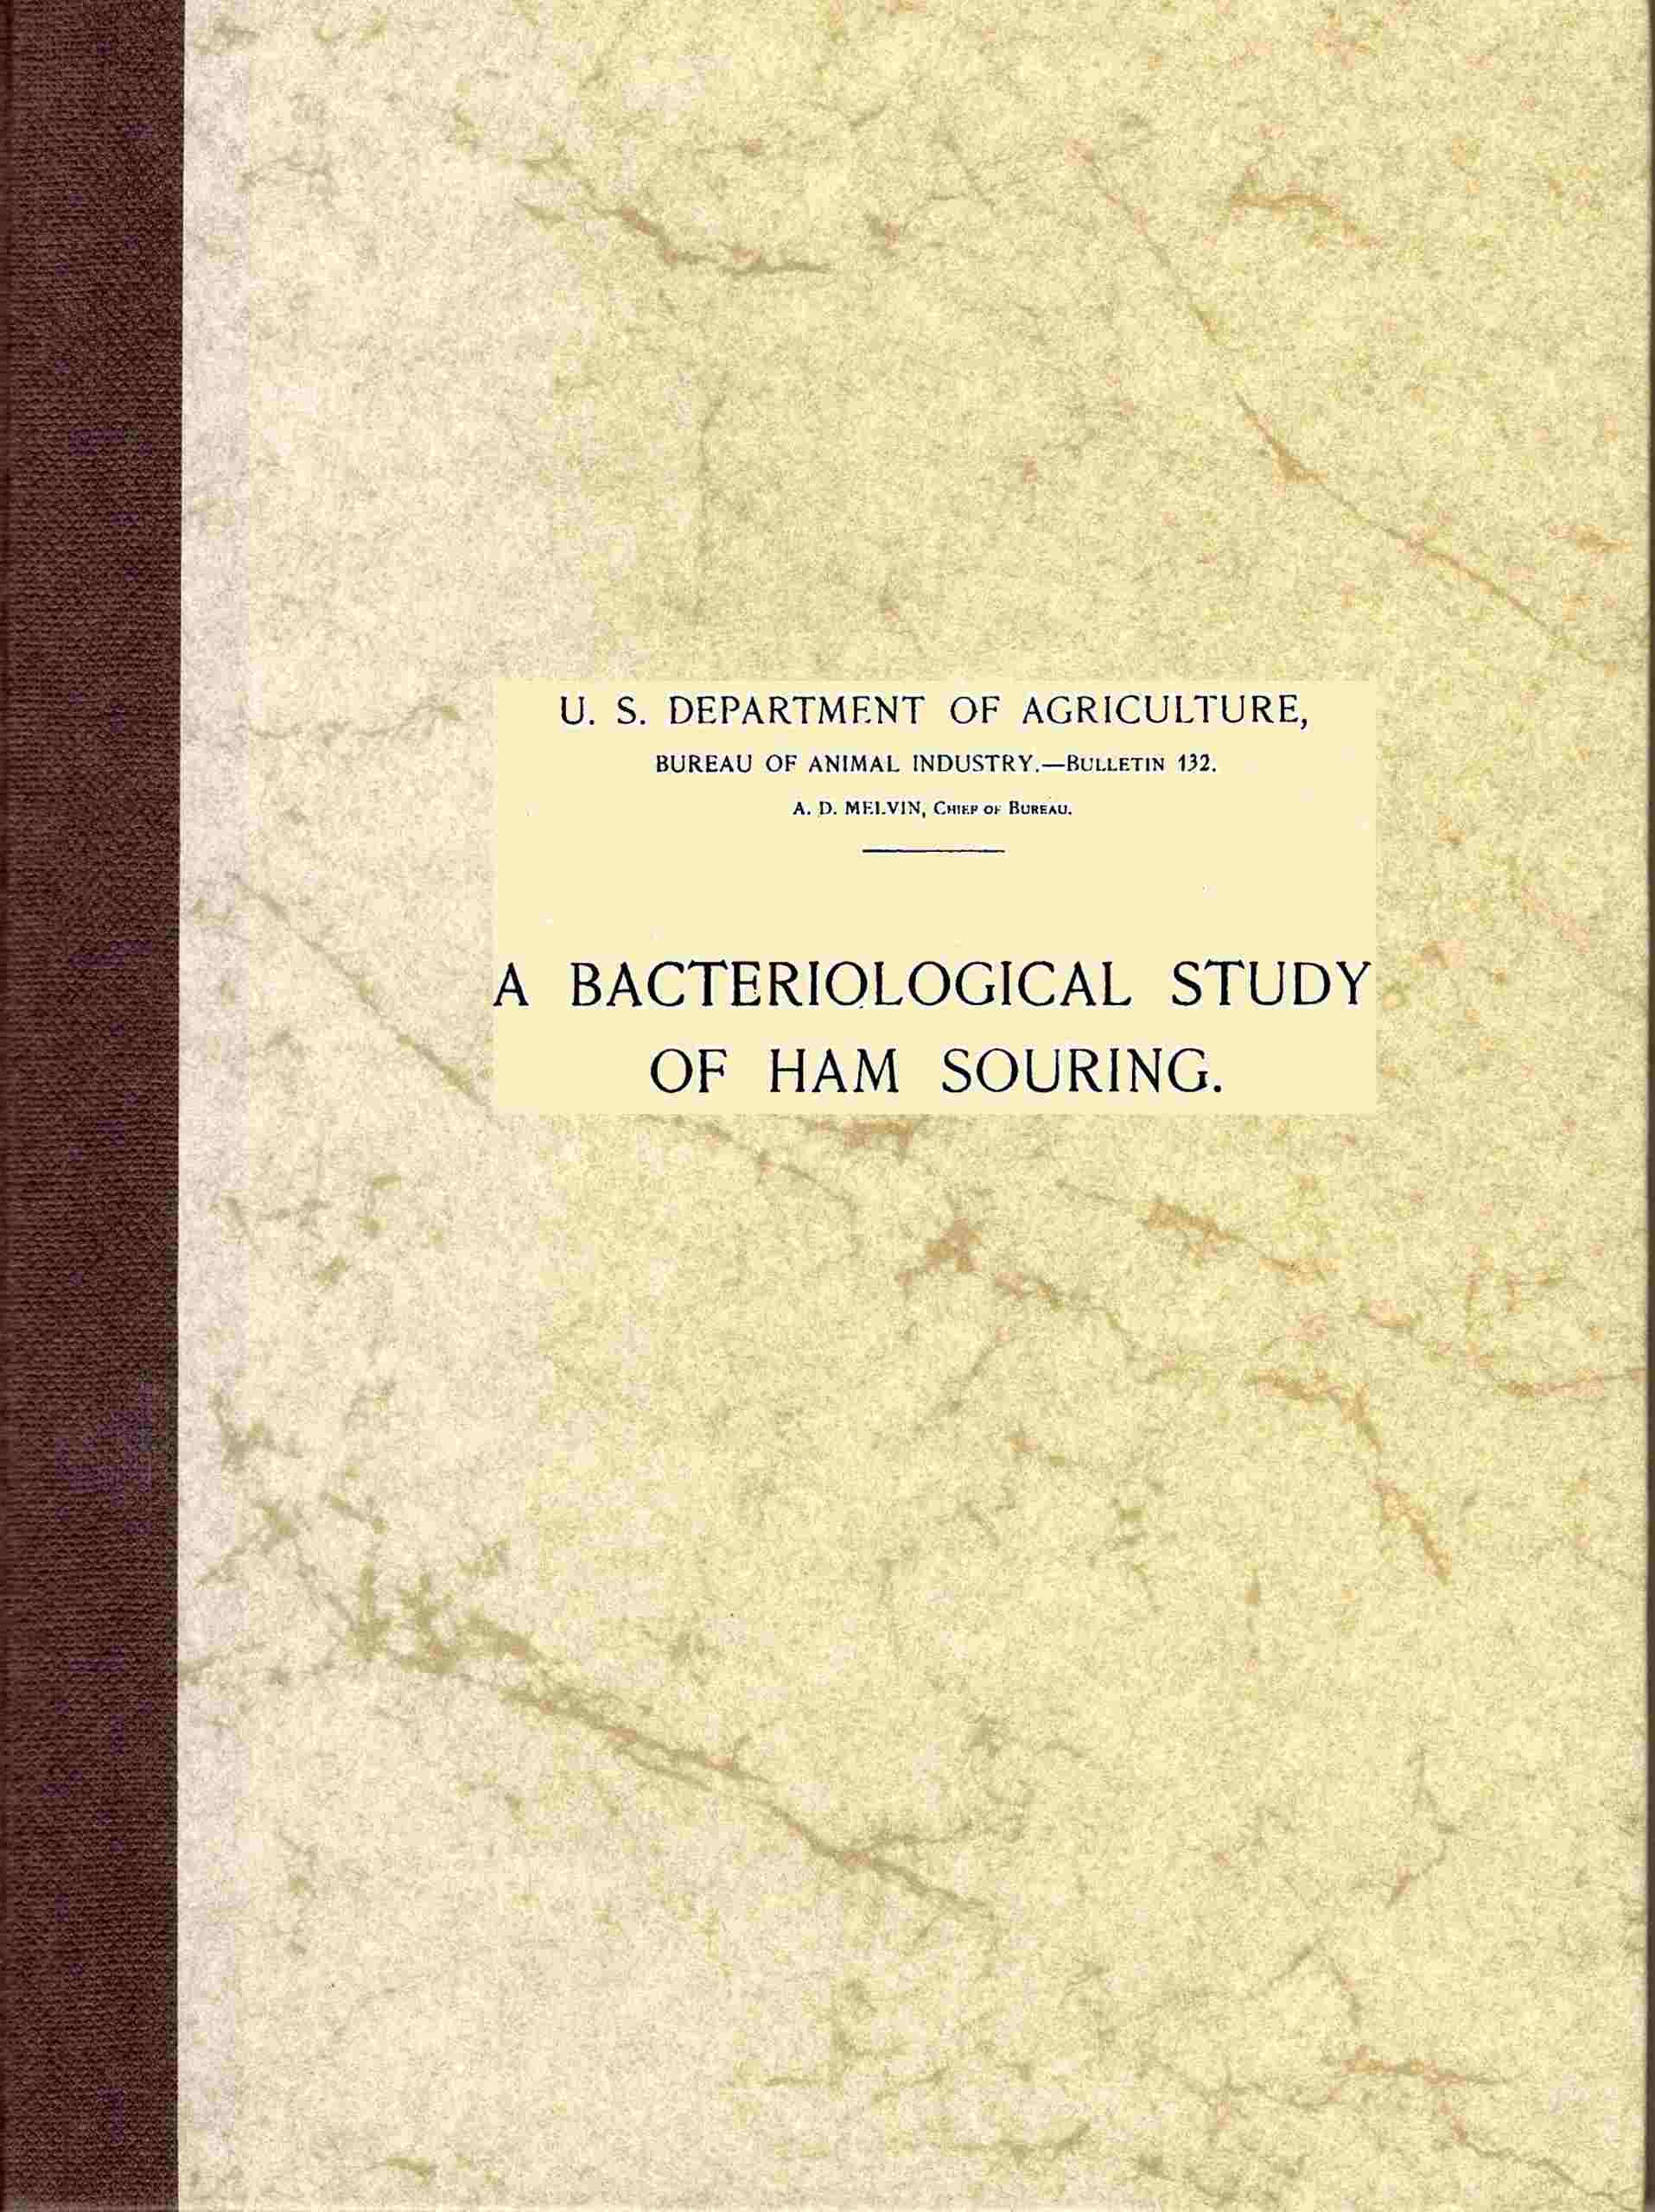 U. S. DEPARTMENT OF AGRICULTURE,
BUREAU OF ANIMAL INDUSTRY.—BULLETIN 132.
A. D. MELVIN, CHIEF OF BUREAU.
A BACTERIOLOGICAL STUDY
OF HAM SOURING.